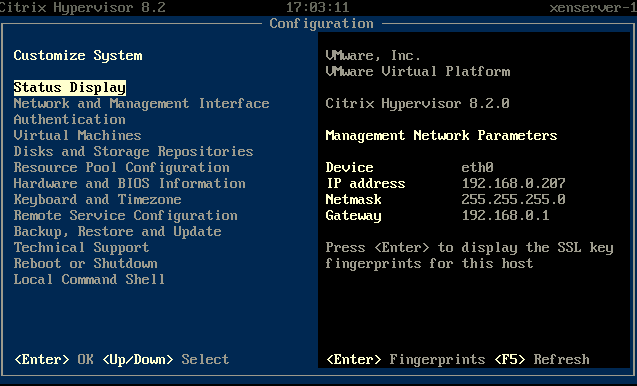 Citrix Hypervisor 8.2 17:03:11 xenserver-1
Configuration
Customize System
Status Display
Network and Management Interface
Authentication
Virtual Machines
Disks and Storage Repositories
Resource Pool Configuration
Hardware and BIOS Information
Keyboard and Timezone
Remote Service Configuration
Backup, Restore and Update
Technical Support
Reboot or Shutdown
Local Command Shell
<Enter> OK <Up/Down> Select
VMware, Inc.
VMware Virtual Platform
Citrix Hypervisor 8.2.0
Management Network Parameters
Device eth0
IP address 192.168.0.207
Netmask 255.255.255.0
Gateway 192.168.0.1
Press <Enter> to display the SSL key
fingerprints for this host
<Enter> Fingerprints <F5> Refresh